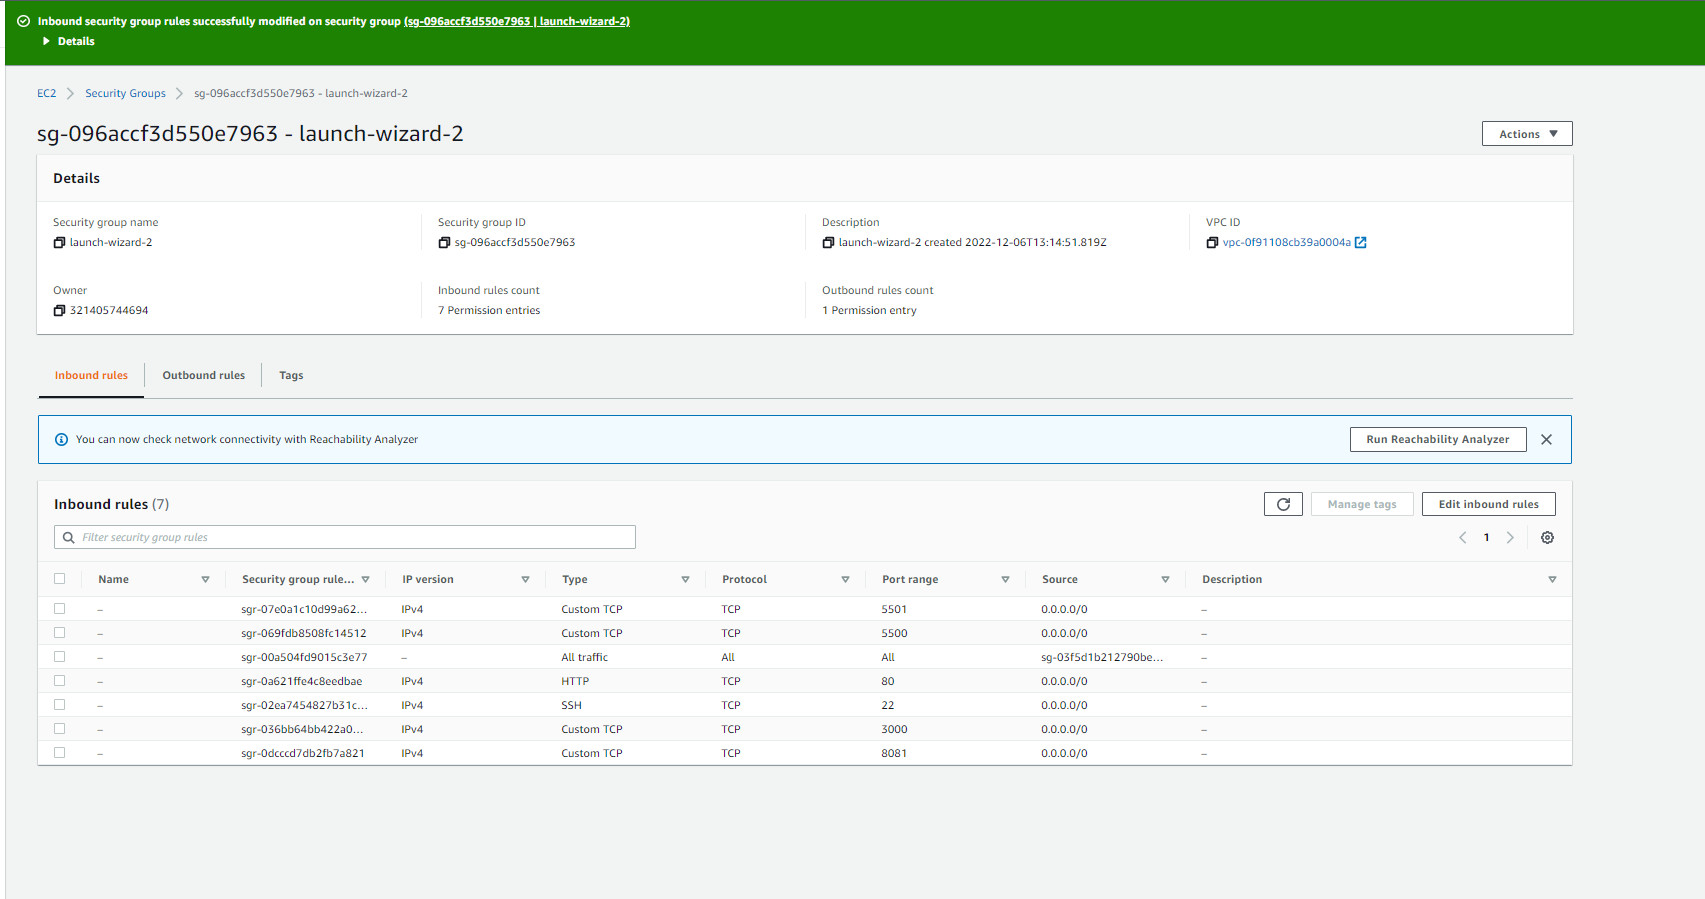 Inbound security group rules successfully modified on security group (sg-096accf3d550e7963 | launch-wizard-2)
Details
EC2 > Security Groups > sg-096accf3d550e7963 - launch-wizard-2
sg-096accf3d550e7963 - launch-wizard-2
Actions
Details
Security group name
launch-wizard-2
Security group ID
sg-096accf3d550e7963
Description
launch-wizard-2 created 2022-12-06T13:14:51.819Z
VPC ID
vpc-0f91108cb39a0004a
Owner
321405744694
Inbound rules count
7 Permission entries
Outbound rules count
1 Permission entry
Inbound rules Outbound rules Tags
You can now check network connectivity with Reachability Analyzer
Run Reachability Analyzer
Inbound rules (7)
Manage tags
Edit inbound rules
Filter security group rules
1
Name Security group rule... IP version Type Protocol Port range Source Description
– sgr-07e0a1c10d99a62... IPv4 Custom TCP TCP 5501 0.0.0.0/0 –
– sgr-069fdb8508fc14512 IPv4 Custom TCP TCP 5500 0.0.0.0/0 –
– sgr-00a504fd9015c3e77 – All traffic All All sg-03f5d1b212790be... –
– sgr-0a621ffe4c8eedbae IPv4 HTTP TCP 80 0.0.0.0/0 –
– sgr-02ea7454827b31c... IPv4 SSH TCP 22 0.0.0.0/0 –
– sgr-036bb64bb422a0... IPv4 Custom TCP TCP 3000 0.0.0.0/0 –
– sgr-0dcccd7db2fb7a821 IPv4 Custom TCP TCP 8081 0.0.0.0/0 –